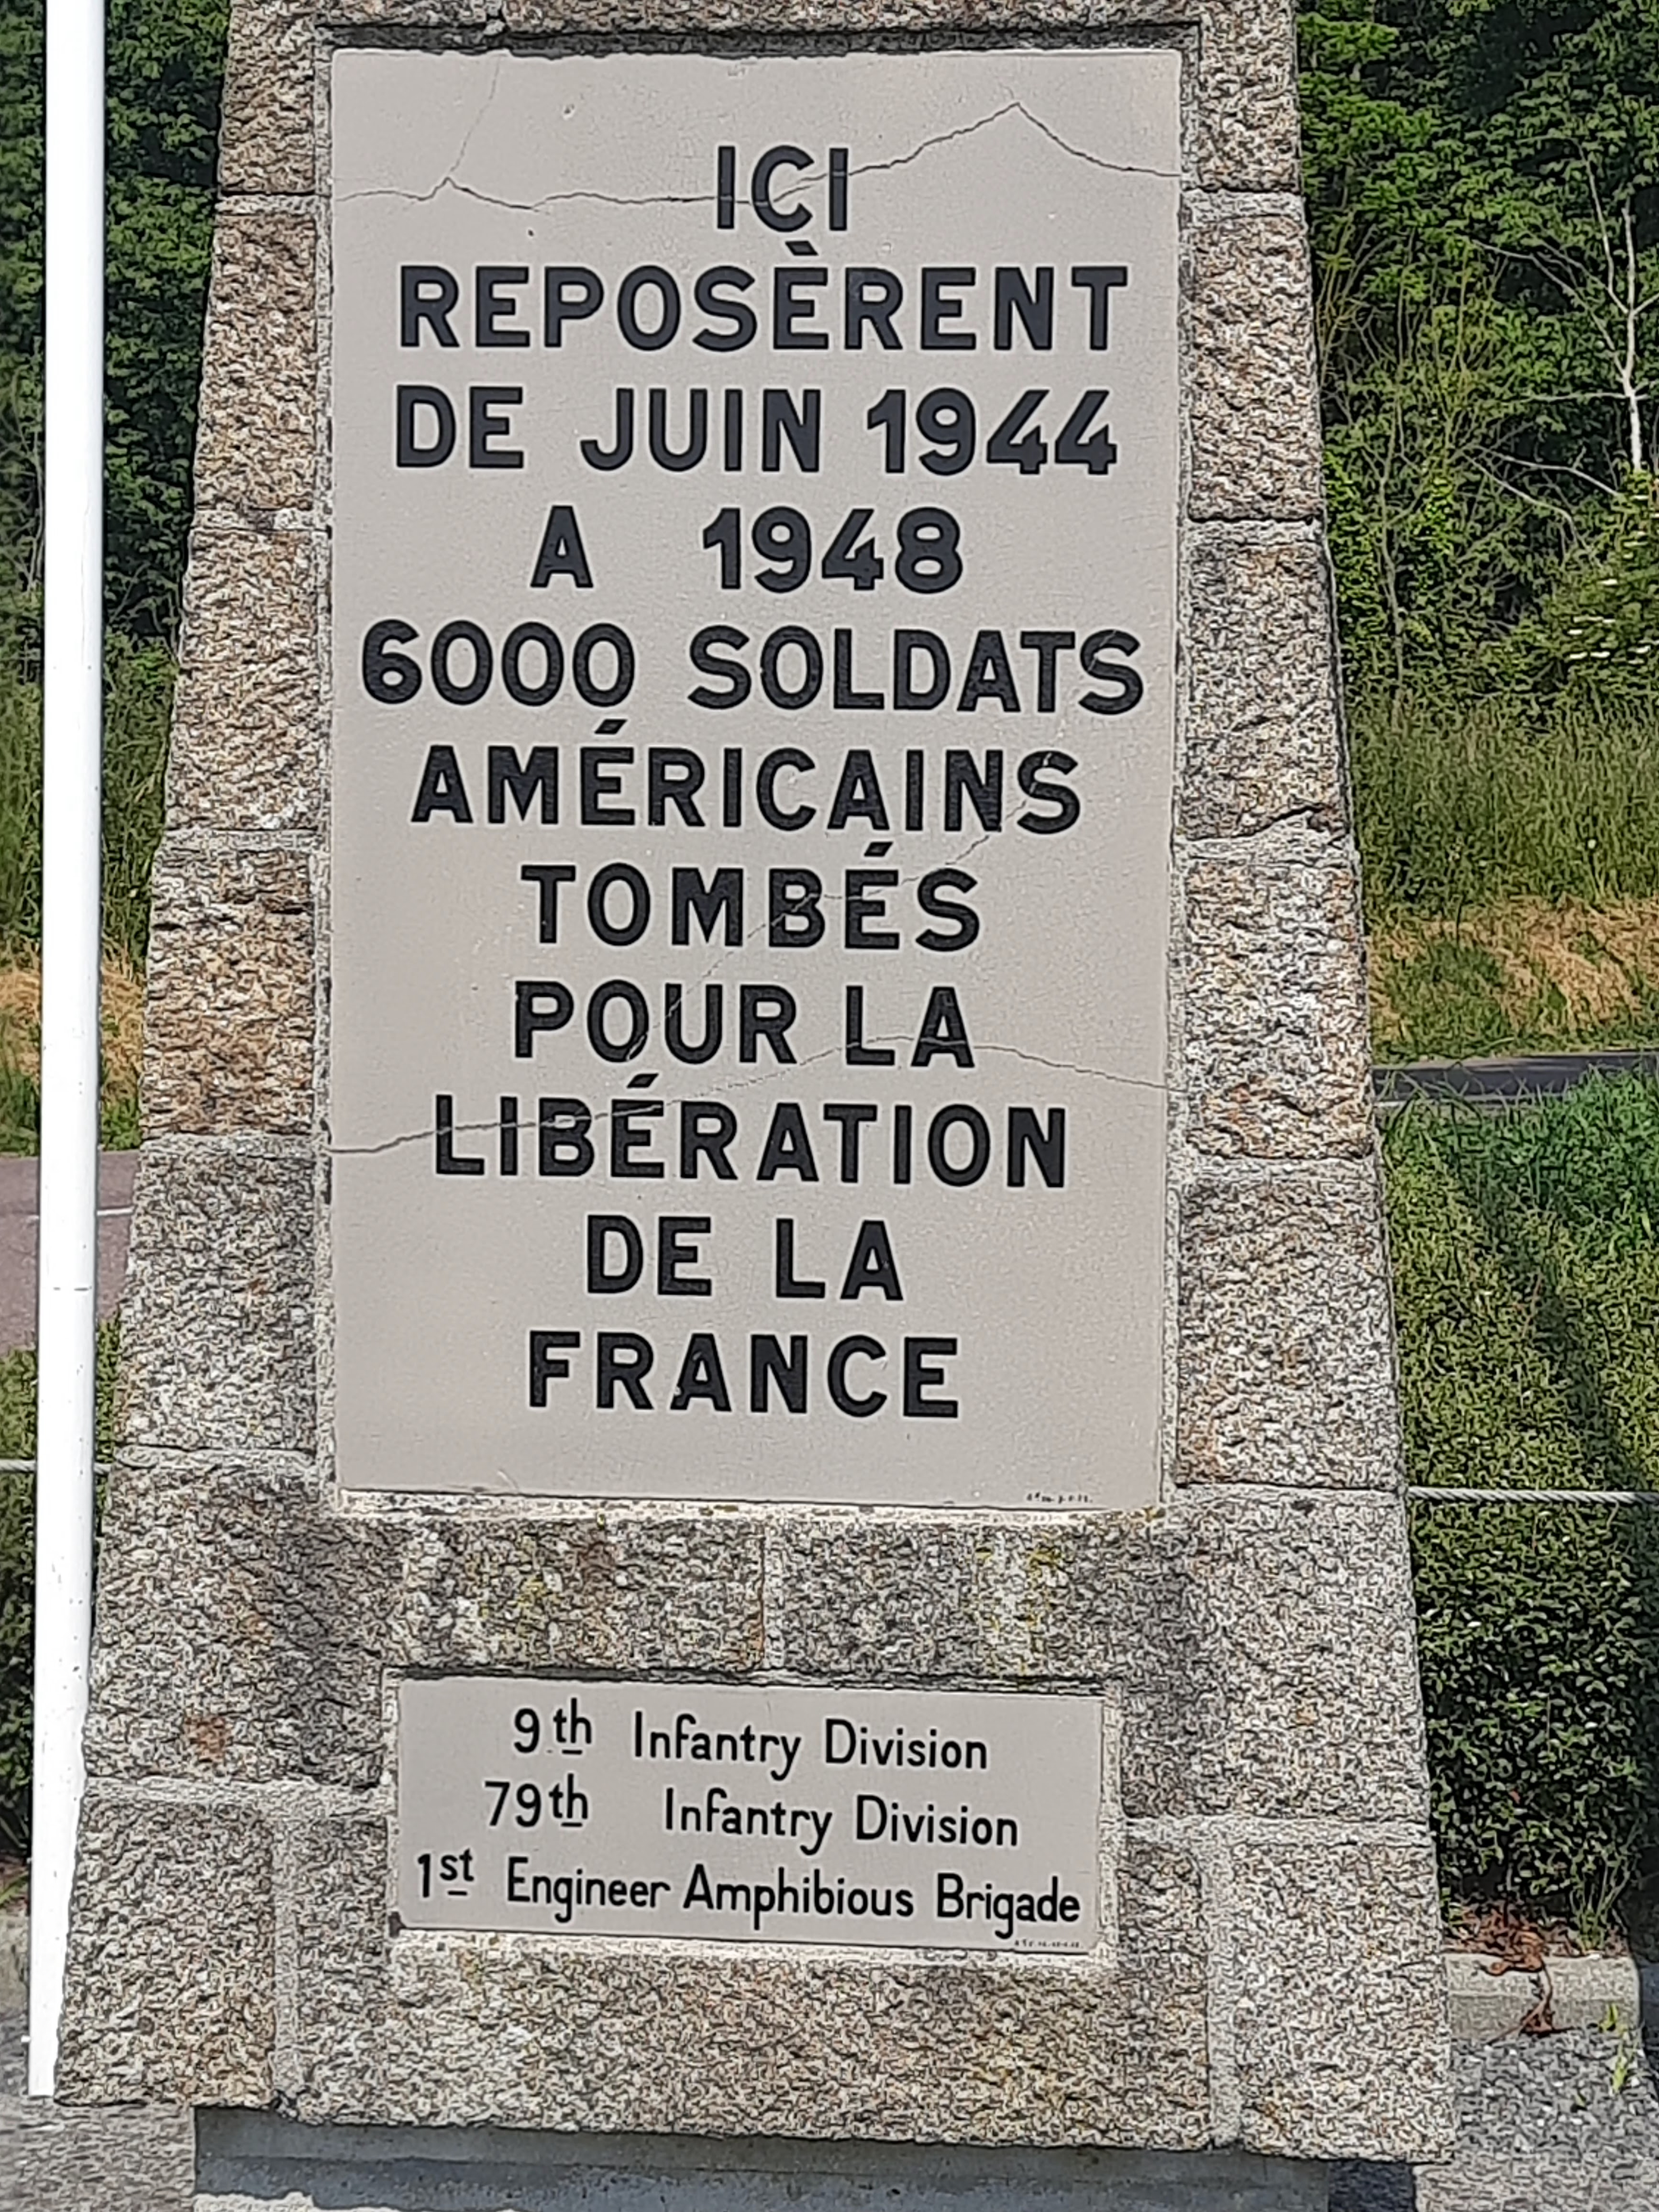 ICI
REPOSÈRENT
DE JUIN 1944
A 1948
6000 SOLDATS
AMÉRICAINS
TOMBÉS
POUR LA
LIBÉRATION
DE LA
FRANCE
9th Infantry Division
79th Infantry Division
1st Engineer Amphibious Brigade